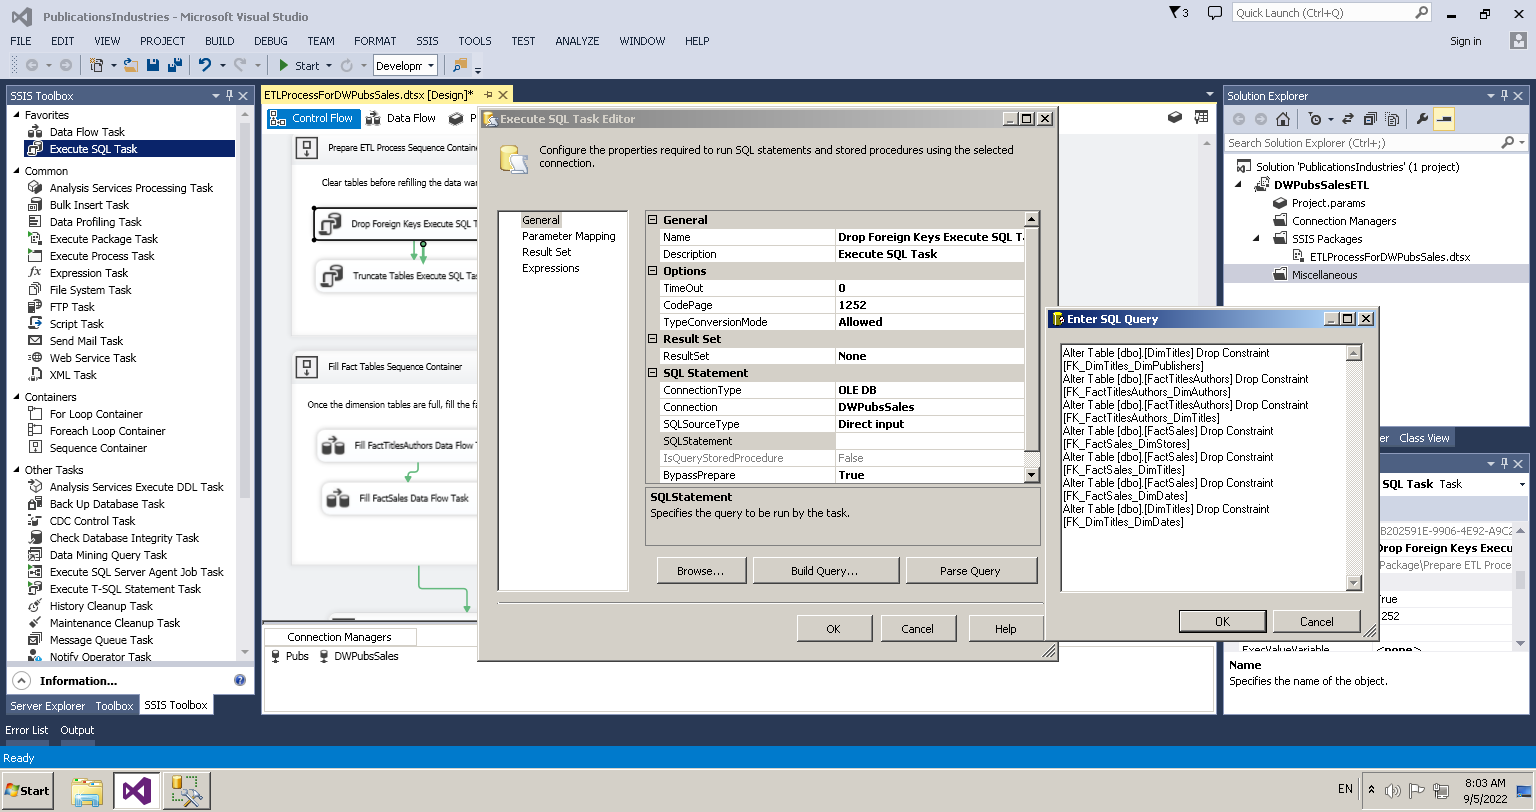 PublicationsIndustries - Microsoft Visual Studio
3
Quick Launch (Ctrl+Q)
FILE EDIT VIEW PROJECT BUILD DEBUG TEAM FORMAT SSIS TOOLS TEST ANALYZE WINDOW HELP
Sign in
Start
Developm
SSIS Toolbox
Favorites
Data Flow Task
Execute SQL Task
Common
Analysis Services Processing Task
Bulk Insert Task
Data Profiling Task
Execute Package Task
Execute Process Task
Expression Task
File System Task
FTP Task
Script Task
Send Mail Task
Web Service Task
XML Task
Containers
For Loop Container
Foreach Loop Container
Sequence Container
Other Tasks
Analysis Services Execute DDL Task
Back Up Database Task
CDC Control Task
Check Database Integrity Task
Data Mining Query Task
Execute SQL Server Agent Job Task
Execute T-SQL Statement Task
History Cleanup Task
Maintenance Cleanup Task
Message Queue Task
Notify Operator Task
Information...
Server Explorer Toolbox SSIS Toolbox
Error List Output
Ready
ETLProcessForDWPubsSales.dtsx [Design]*
Control Flow
Data Flow
P
Prepare ETL Process Sequence Container
Clear tables before refilling the data war
Drop Foreign Keys Execute SQL T
Truncate Tables Execute SQL Tas
Fill Fact Tables Sequence Container
Once the dimension tables are full, fill the fa
Fill FactTitlesAuthors Data Flow T
Fill FactSales Data Flow Task
Connection Managers
Pubs
DWPubsSales
Execute SQL Task Editor
Configure the properties required to run SQL statements and stored procedures using the selected
connection.
General
Parameter Mapping
Result Set
Expressions
General
Name Drop Foreign Keys Execute SQL T.
Description Execute SQL Task
Options
TimeOut 0
CodePage 1252
TypeConversionMode Allowed
Result Set
ResultSet None
SQL Statement
ConnectionType OLE DB
Connection DWPubsSales
SQLSourceType Direct input
SQLStatement
IsQueryStoredProcedure False
BypassPrepare True
SQLStatement
Specifies the query to be run by the task.
Browse... Build Query... Parse Query
OK Cancel Help
Enter SQL Query
Alter Table [dbo].[DimTitles] Drop Constraint
[FK_DimTitles_DimPublishers]
Alter Table [dbo].[FactTitlesAuthors] Drop Constraint
[FK_FactTitlesAuthors_DimAuthors]
Alter Table [dbo].[FactTitlesAuthors] Drop Constraint
[FK_FactTitlesAuthors_DimTitles]
Alter Table [dbo].[FactSales] Drop Constraint
[FK_FactSales_DimStores]
Alter Table [dbo].[FactSales] Drop Constraint
[FK_FactSales_DimTitles]
Alter Table [dbo].[FactSales] Drop Constraint
[FK_FactSales_DimDates]
Alter Table [dbo].[DimTitles] Drop Constraint
[FK_DimTitles_DimDates]
OK Cancel
Solution Explorer
Search Solution Explorer (Ctrl+;)
Solution 'PublicationsIndustries' (1 project)
DWPubsSalesETL
Project.params
Connection Managers
SSIS Packages
ETLProcessForDWPubsSales.dtsx
Miscellaneous
er Class View
SQL Task Task
B202591E-9906-4E92-A9C2
Drop Foreign Keys Execu
Package\Prepare ETL Proce
True
252
ExecValueVariable <none>
Name
Specifies the name of the object.
Start
EN
8:03 AM
9/5/2022